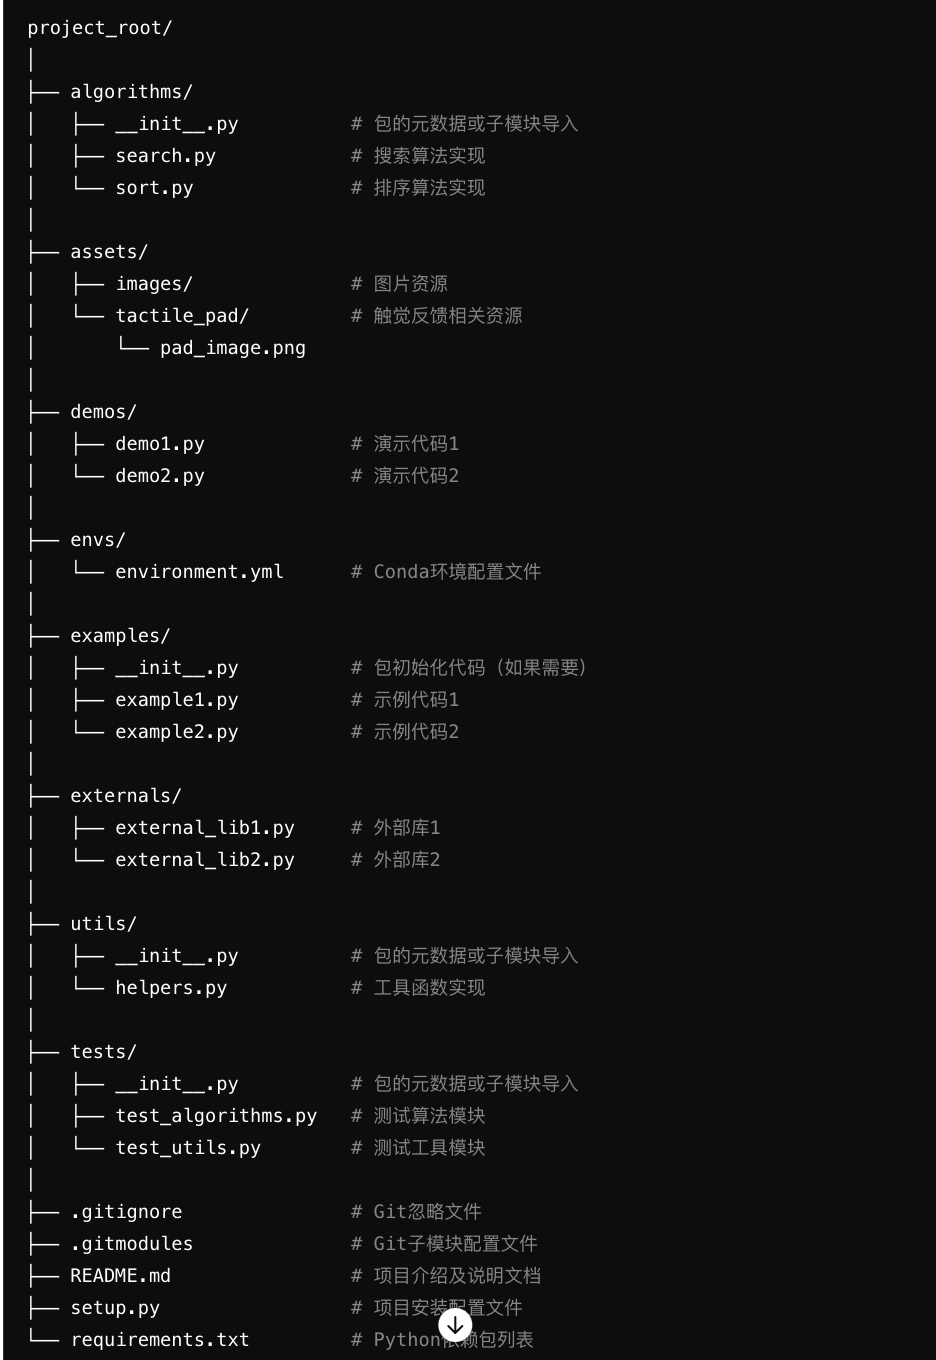 project_root/
│
├── algorithms/
│   ├── __init__.py          # 包的元数据或子模块导入
│   ├── search.py            # 搜索算法实现
│   └── sort.py              # 排序算法实现
│
├── assets/
│   ├── images/              # 图片资源
│   └── tactile_pad/         # 触觉反馈相关资源
│       └── pad_image.png
│
├── demos/
│   ├── demo1.py             # 演示代码1
│   └── demo2.py             # 演示代码2
│
├── envs/
│   └── environment.yml      # Conda环境配置文件
│
├── examples/
│   ├── __init__.py          # 包初始化代码（如果需要）
│   ├── example1.py          # 示例代码1
│   └── example2.py          # 示例代码2
│
├── externals/
│   ├── external_lib1.py     # 外部库1
│   └── external_lib2.py     # 外部库2
│
├── utils/
│   ├── __init__.py          # 包的元数据或子模块导入
│   └── helpers.py           # 工具函数实现
│
├── tests/
│   ├── __init__.py          # 包的元数据或子模块导入
│   ├── test_algorithms.py   # 测试算法模块
│   └── test_utils.py        # 测试工具模块
│
├── .gitignore               # Git忽略文件
├── .gitmodules              # Git子模块配置文件
├── README.md                # 项目介绍及说明文档
├── setup.py                 # 项目安装配置文件
└── requirements.txt         # Python依赖包列表